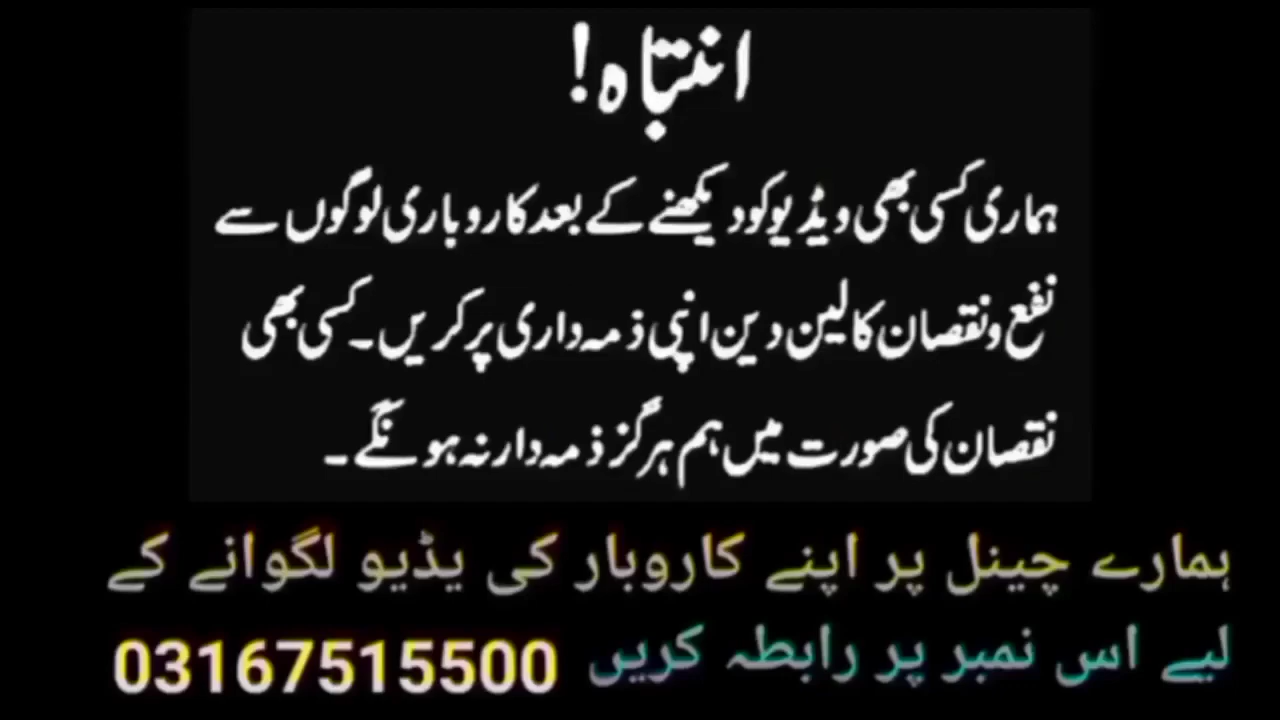 انتباہ!
ہماری کسی بھی ویڈیو کو دیکھنے کے بعد کاروباری لوگوں سے
نفع و نقصان کا لین دین اپنی ذمہ داری پر کریں۔ کسی بھی
نقصان کی صورت میں ہم ہرگز ذمہ دار نہ ہونگے۔
ہمارے چینل پر اپنے کاروبار کی یڈیو لگوانے کے
لیے اس نمبر پر رابطہ کریں 03167515500